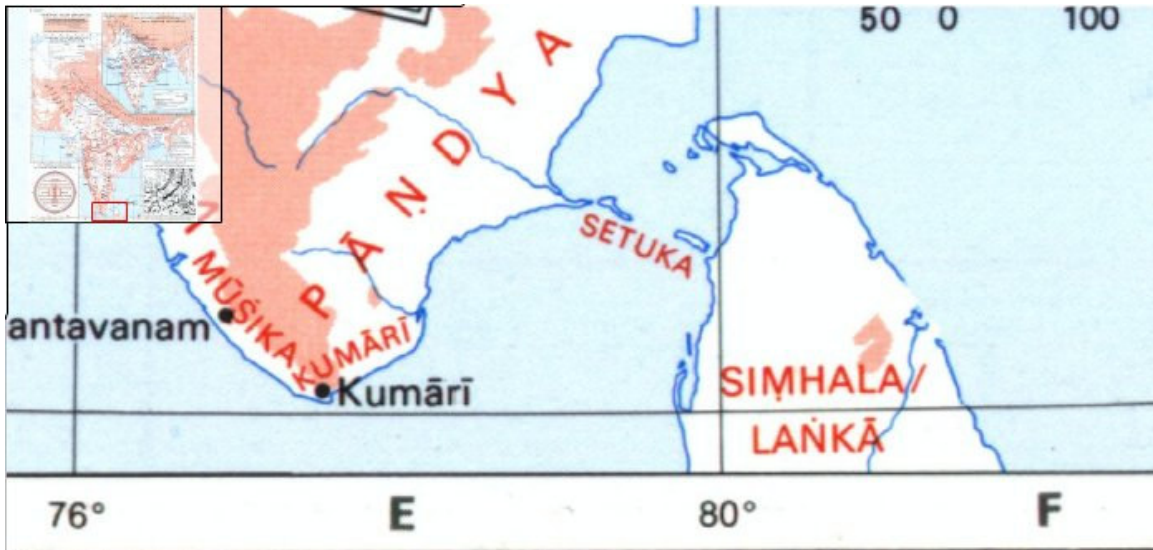 50 0 100
PĀṆḌYA
SETUKA
MŪṢIKA
antavanam
KUMĀRĪ
Kumārī
SIṂHALA/
LAṄKĀ
76° E 80° F